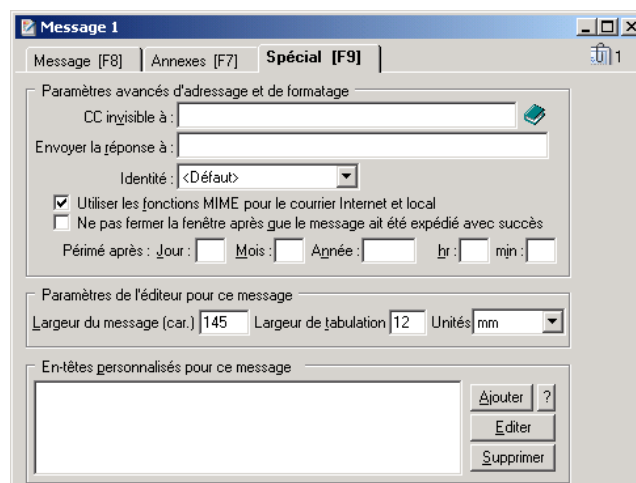 Message 1
Message [F8] Annexes [F7] Spécial [F9] 1
Paramètres avancés d'adressage et de formatage
CC invisible à :
Envoyer la réponse à :
Identité : <Défaut>
Utiliser les fonctions MIME pour le courrier Internet et local
Ne pas fermer la fenêtre après que le message ait été expédié avec succès
Périmé après : Jour : Mois : Année : hr : min :
Paramètres de l'éditeur pour ce message
Largeur du message (car.) 145 Largeur de tabulation 12 Unités mm
En-têtes personnalisés pour ce message
Ajouter ?
Editer
Supprimer